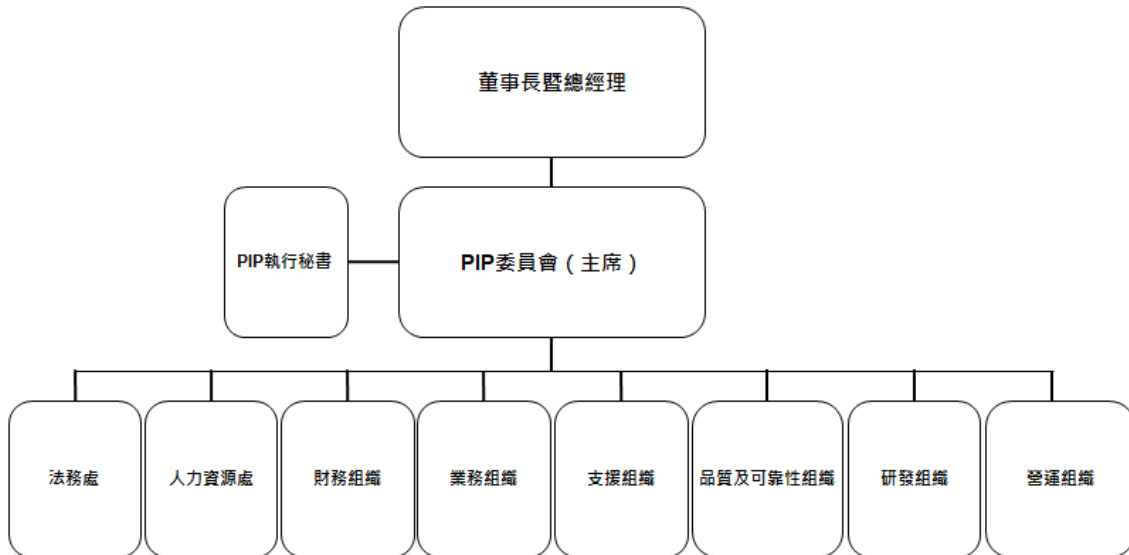 董事長暨總經理
PIP執行秘書
PIP委員會（主席）
法務處
人力資源處
財務組織
業務組織
支援組織
品質及可靠性組織
研發組織
營運組織